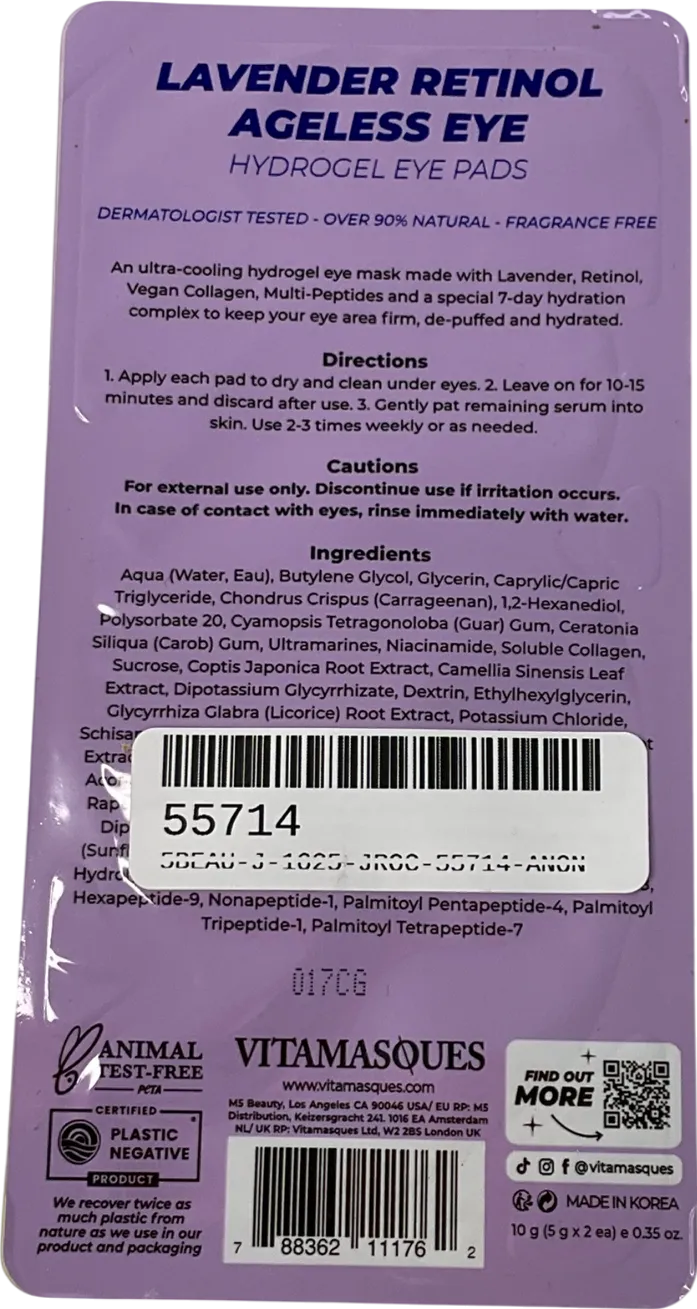 LAVENDER RETINOL
AGELESS EYE
HYDROGEL EYE PADS
DERMATOLOGIST TESTED - OVER 90% NATURAL - FRAGRANCE FREE
An ultra-cooling hydrogel eye mask made with Lavender, Retinol,
Vegan Collagen, Multi-Peptides and a special 7-day hydration
complex to keep your eye area firm, de-puffed and hydrated.
Directions
1. Apply each pad to dry and clean under eyes. 2. Leave on for 10-15
minutes and discard after use. 3. Gently pat remaining serum into
skin. Use 2-3 times weekly or as needed.
Cautions
For external use only. Discontinue use if irritation occurs.
In case of contact with eyes, rinse immediately with water.
Ingredients
Aqua (Water, Eau), Butylene Glycol, Glycerin, Caprylic/Capric
Triglyceride, Chondrus Crispus (Carrageenan), 1,2-Hexanediol,
Polysorbate 20, Cyamopsis Tetragonoloba (Guar) Gum, Ceratonia
Siliqua (Carob) Gum, Ultramarines, Niacinamide, Soluble Collagen,
Sucrose, Coptis Japonica Root Extract, Camellia Sinensis Leaf
Extract, Dipotassium Glycyrrhizate, Dextrin, Ethylhexylglycerin,
Glycyrrhiza Glabra (Licorice) Root Extract, Potassium Chloride,
55714
5BEAU-J-1025-JROC-55714-ANON
Hexapeptide-9, Nonapeptide-1, Palmitoyl Pentapeptide-4, Palmitoyl
Tripeptide-1, Palmitoyl Tetrapeptide-7
017CG
ANIMAL
TEST-FREE
PETA
CERTIFIED
PLASTIC
NEGATIVE
PRODUCT
We recover twice as
much plastic from
nature as we use in our
product and packaging
VITAMASQUES
www.vitamasques.com
M5 Beauty, Los Angeles CA 90046 USA/ EU RP: M5
Distribution, Keizersgracht 241, 1016 EA Amsterdam
NL/ UK RP: Vitamasques Ltd, W2 2BS London UK
7 88362 11176 2
FIND OUT
MORE
@vitamasques
MADE IN KOREA
10 g (5 g x 2 ea) e 0.35 oz.